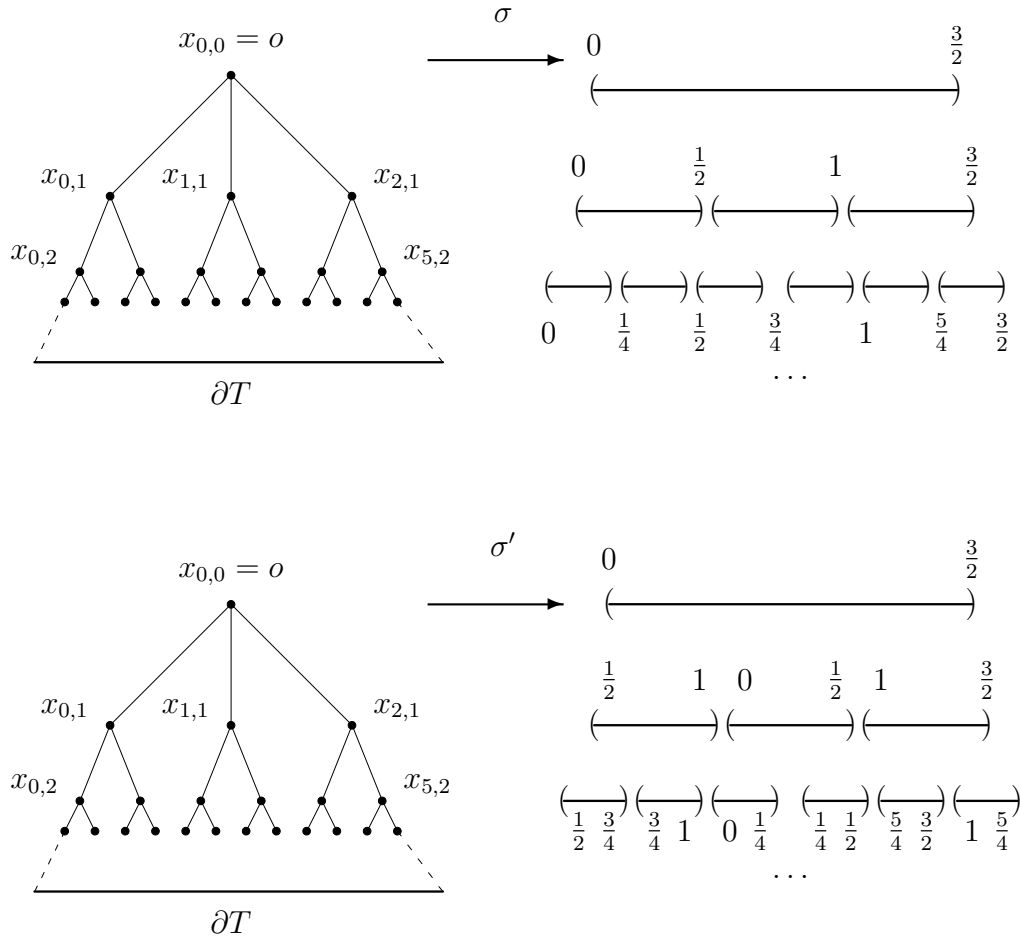 σ
x_{0,0} = o
0 3/2
( )
x_{0,1} x_{1,1} x_{2,1}
0 1/2 1 3/2
( ) ( ) ( )
x_{0,2} x_{5,2}
( ) ( ) ( ) ( ) ( ) ( )
0 1/4 1/2 3/4 1 5/4 3/2
∂T
...
σ′
x_{0,0} = o
0 3/2
( )
x_{0,1} x_{1,1} x_{2,1}
1/2 1 0 1/2 1 3/2
( ) ( ) ( )
x_{0,2} x_{5,2}
( ) ( ) ( ) ( ) ( ) ( )
1/2 3/4 3/4 1 0 1/4 1/4 1/2 5/4 3/2 1 5/4
...
∂T